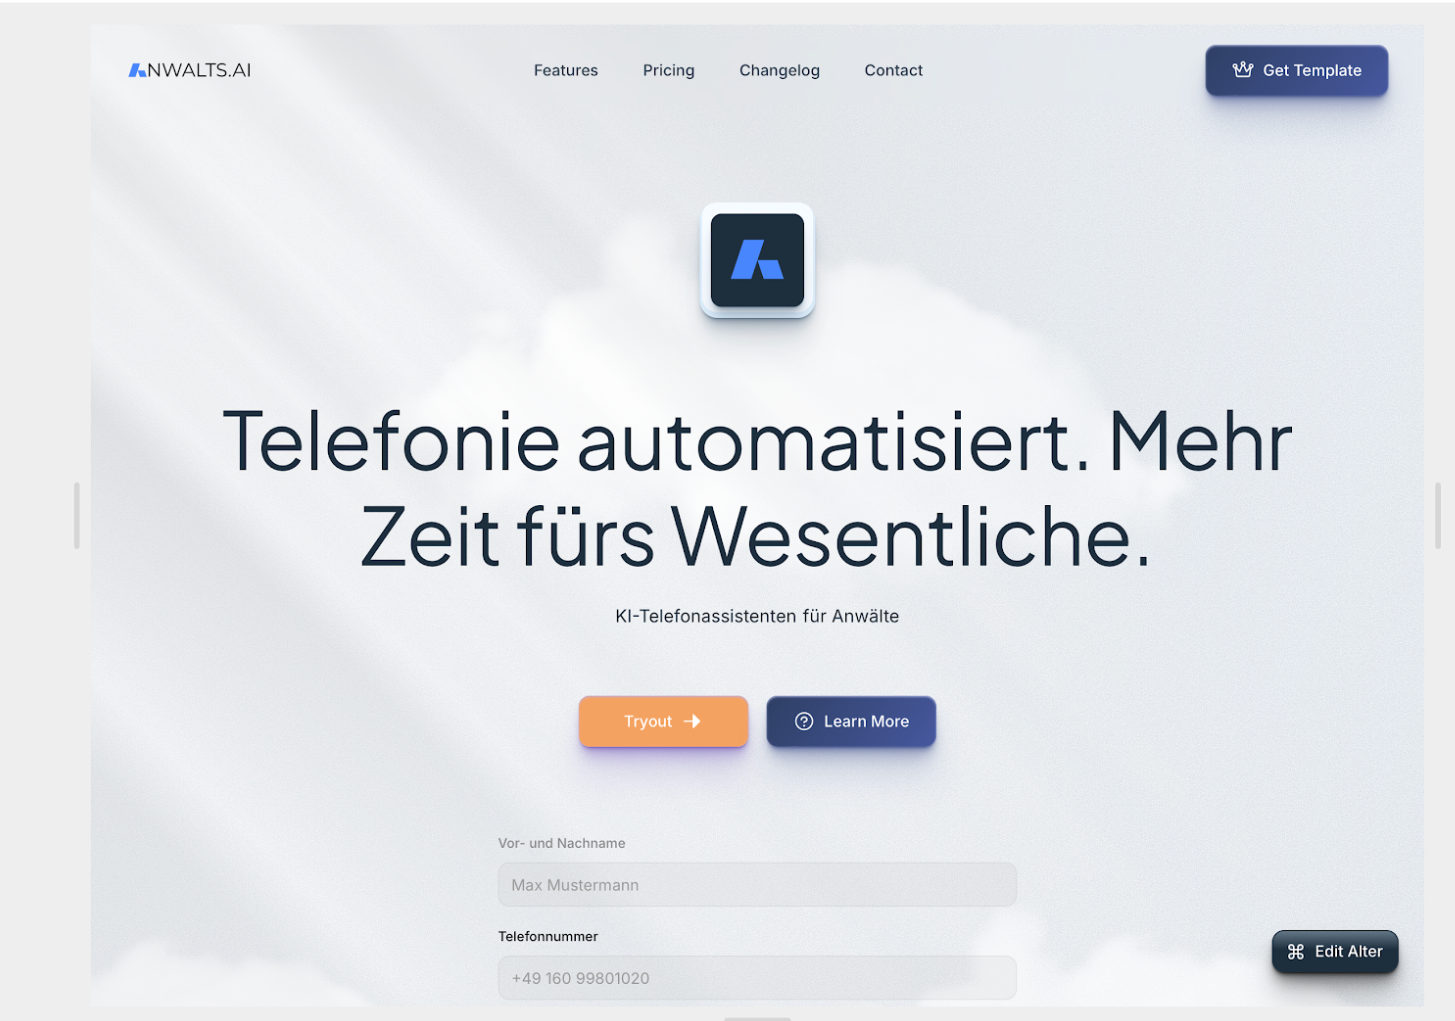 ANWALTS.AI
Features
Pricing
Changelog
Contact
Get Template
Telefonie automatisiert. Mehr
Zeit fürs Wesentliche.
KI-Telefonassistenten für Anwälte
Tryout
Learn More
Vor- und Nachname
Max Mustermann
Telefonnummer
+49 160 99801020
Edit Alter